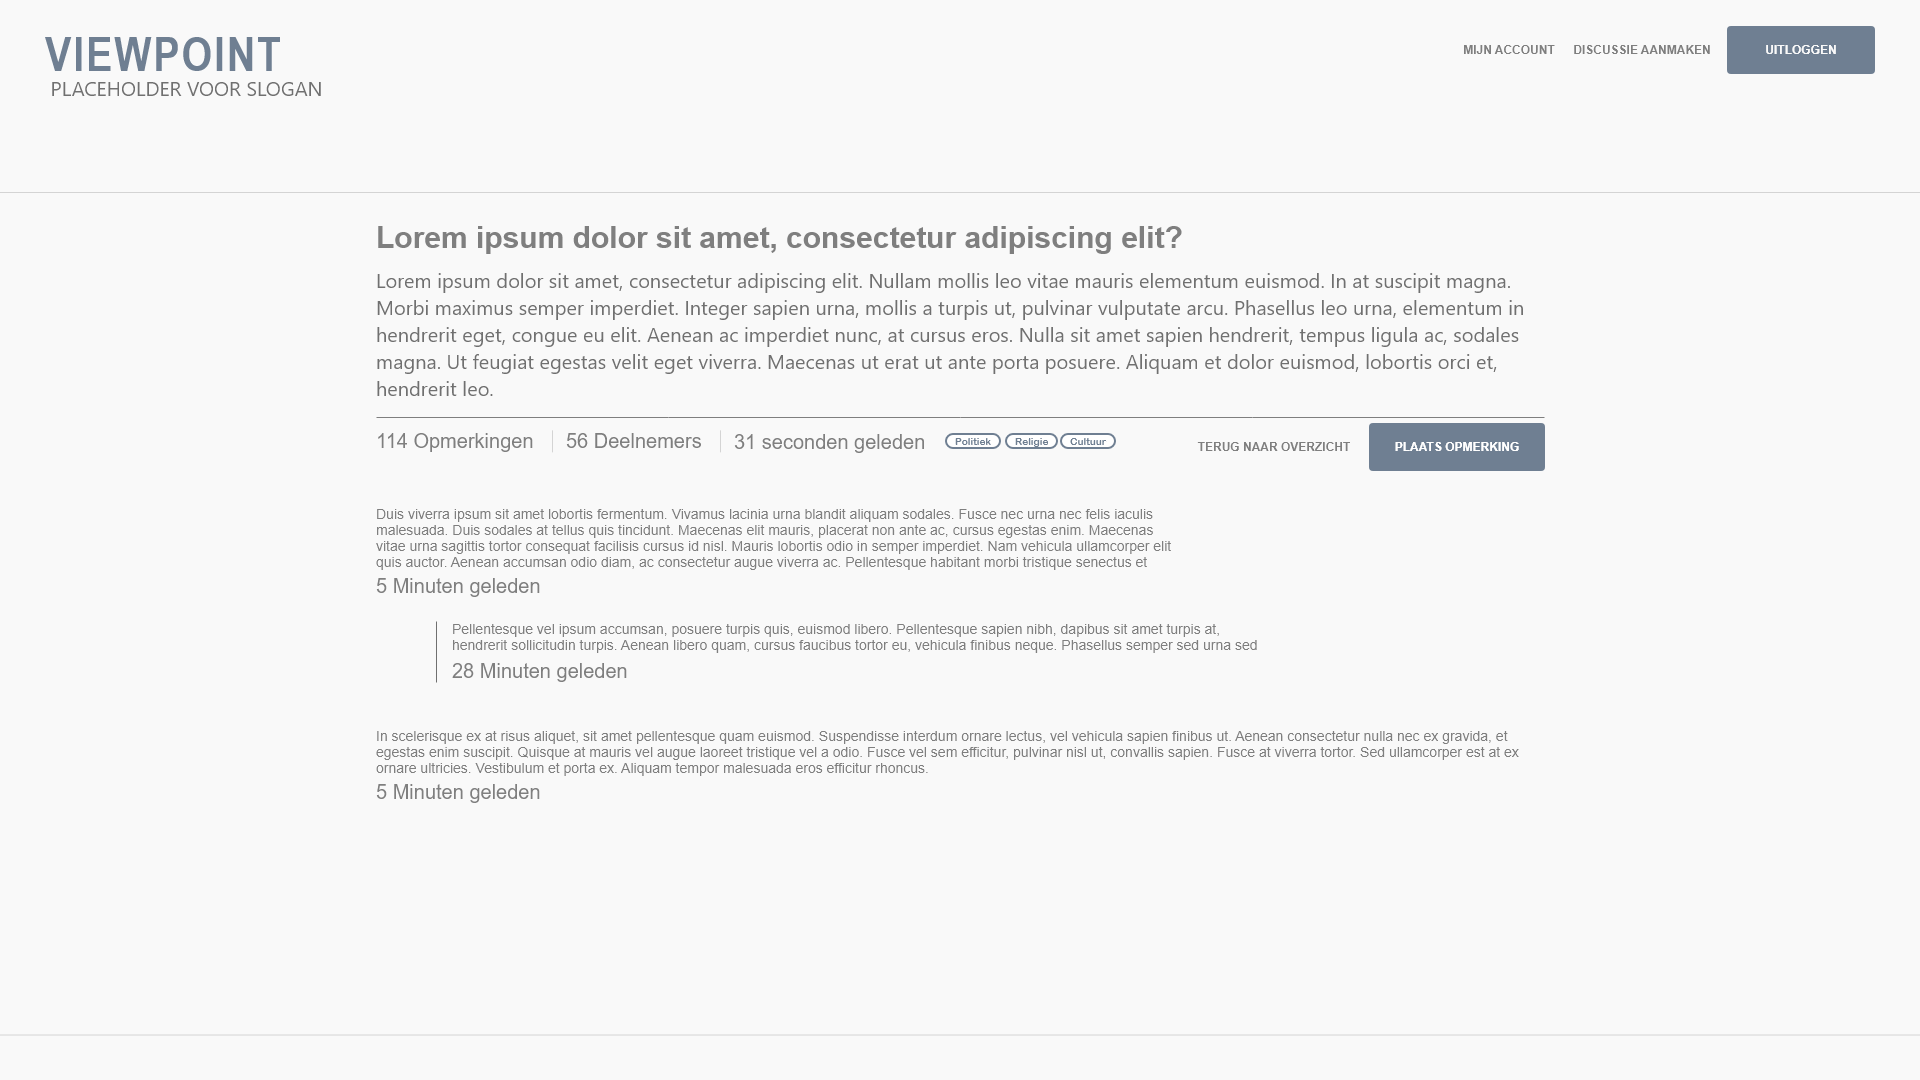 VIEWPOINT
PLACEHOLDER VOOR SLOGAN
MIJN ACCOUNT DISCUSSIE AANMAKEN UITLOGGEN
Lorem ipsum dolor sit amet, consectetur adipiscing elit?
Lorem ipsum dolor sit amet, consectetur adipiscing elit. Nullam mollis leo vitae mauris elementum euismod. In at suscipit magna.
Morbi maximus semper imperdiet. Integer sapien urna, mollis a turpis ut, pulvinar vulputate arcu. Phasellus leo urna, elementum in
hendrerit eget, congue eu elit. Aenean ac imperdiet nunc, at cursus eros. Nulla sit amet sapien hendrerit, tempus ligula ac, sodales
magna. Ut feugiat egestas velit eget viverra. Maecenas ut erat ut ante porta posuere. Aliquam et dolor euismod, lobortis orci et,
hendrerit leo.
114 Opmerkingen 56 Deelnemers 31 seconden geleden Politiek Religie Cultuur TERUG NAAR OVERZICHT PLAATS OPMERKING
Duis viverra ipsum sit amet lobortis fermentum. Vivamus lacinia urna blandit aliquam sodales. Fusce nec urna nec felis iaculis
malesuada. Duis sodales at tellus quis tincidunt. Maecenas elit mauris, placerat non ante ac, cursus egestas enim. Maecenas
vitae urna sagittis tortor consequat facilisis cursus id nisl. Mauris lobortis odio in semper imperdiet. Nam vehicula ullamcorper elit
quis auctor. Aenean accumsan odio diam, ac consectetur augue viverra ac. Pellentesque habitant morbi tristique senectus et
5 Minuten geleden
Pellentesque vel ipsum accumsan, posuere turpis quis, euismod libero. Pellentesque sapien nibh, dapibus sit amet turpis at,
hendrerit sollicitudin turpis. Aenean libero quam, cursus faucibus tortor eu, vehicula finibus neque. Phasellus semper sed urna sed
28 Minuten geleden
In scelerisque ex at risus aliquet, sit amet pellentesque quam euismod. Suspendisse interdum ornare lectus, vel vehicula sapien finibus ut. Aenean consectetur nulla nec ex gravida, et
egestas enim suscipit. Quisque at mauris vel augue laoreet tristique vel a odio. Fusce vel sem efficitur, pulvinar nisl ut, convallis sapien. Fusce at viverra tortor. Sed ullamcorper est at ex
ornare ultricies. Vestibulum et porta ex. Aliquam tempor malesuada eros efficitur rhoncus.
5 Minuten geleden